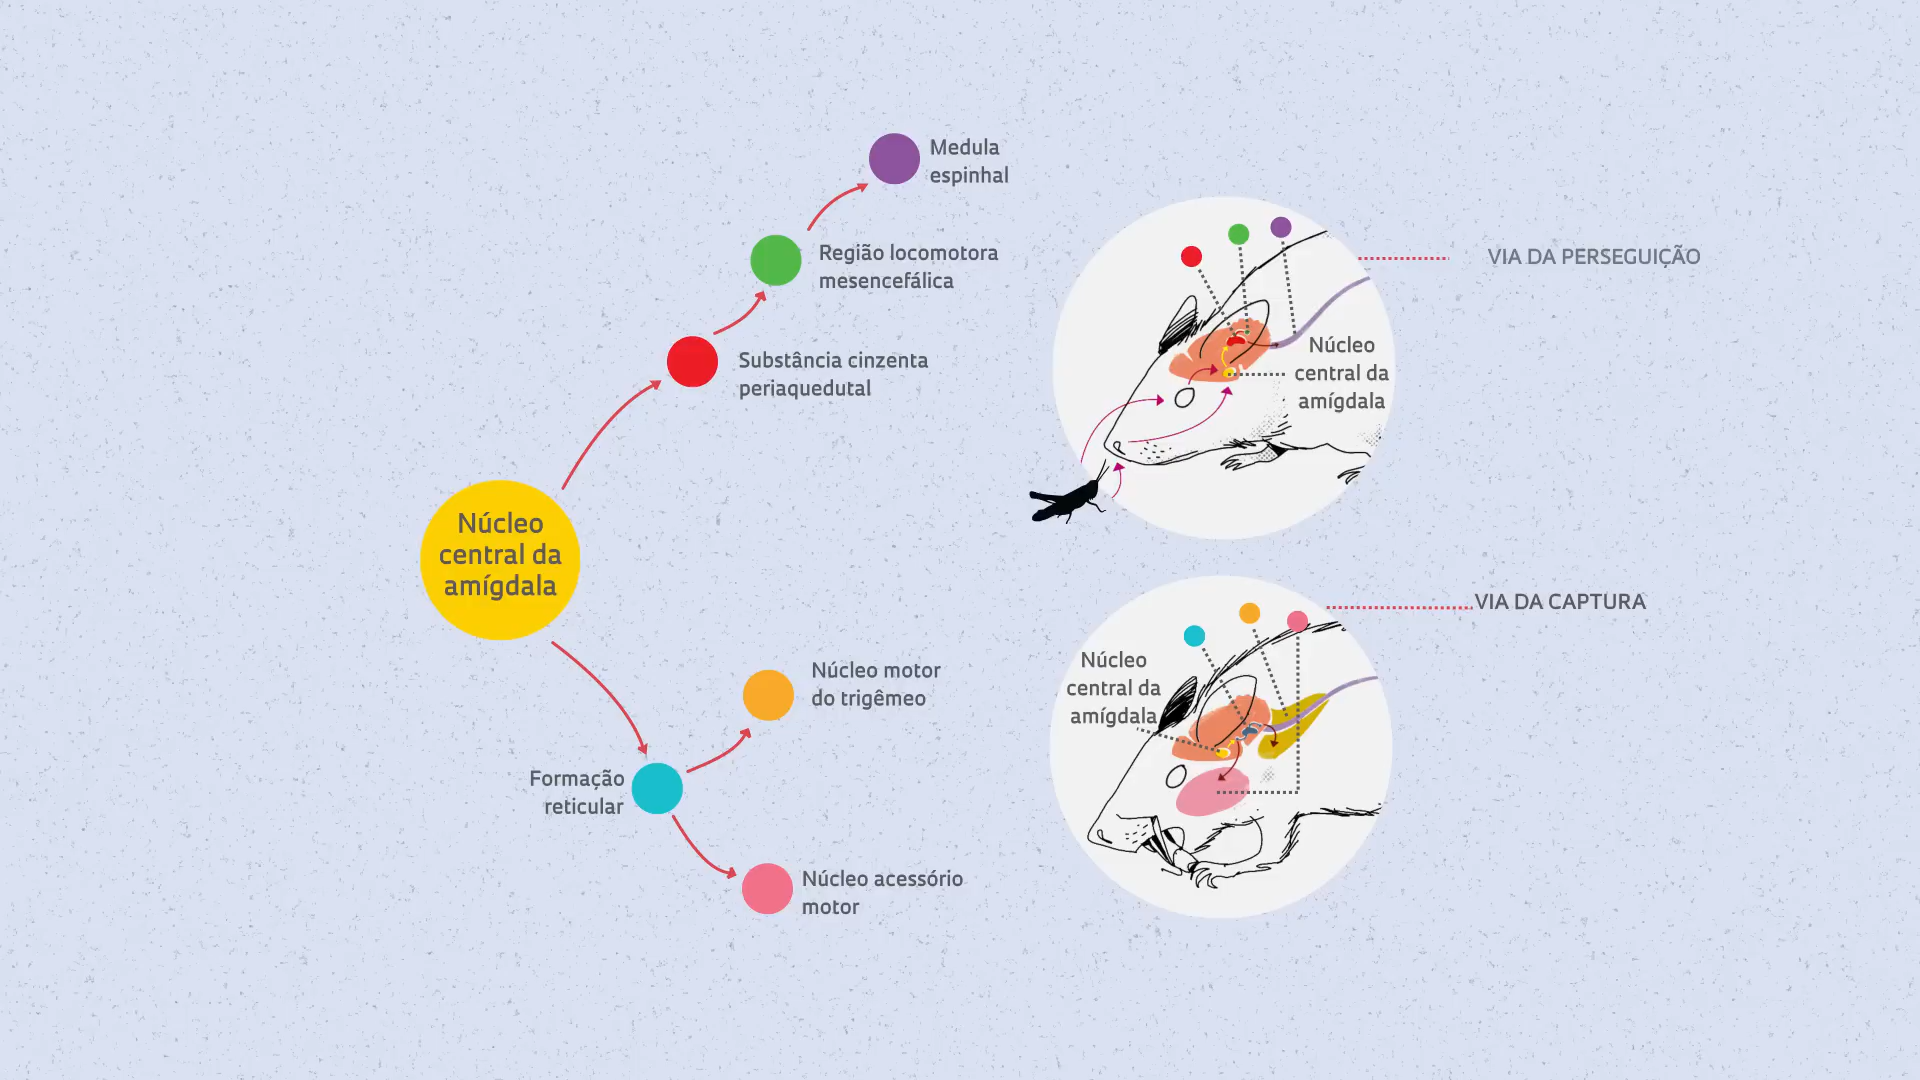 Medula
espinhal
Região locomotora
mesencefálica
Substância cinzenta
periaquedutal
Núcleo
central da
amígdala
Núcleo motor
do trigêmeo
Formação
reticular
Núcleo acessório
motor
VIA DA PERSEGUIÇÃO
Núcleo
central da
amígdala
VIA DA CAPTURA
Núcleo
central da
amígdala